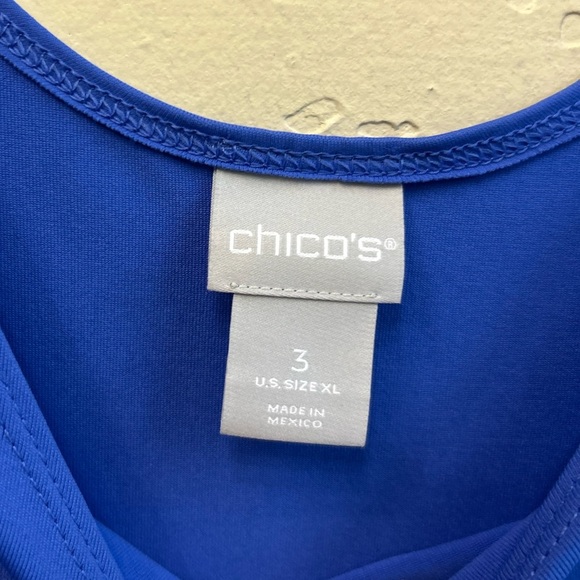 chico's®
3
U.S. SIZE XL
MADE IN
MEXICO